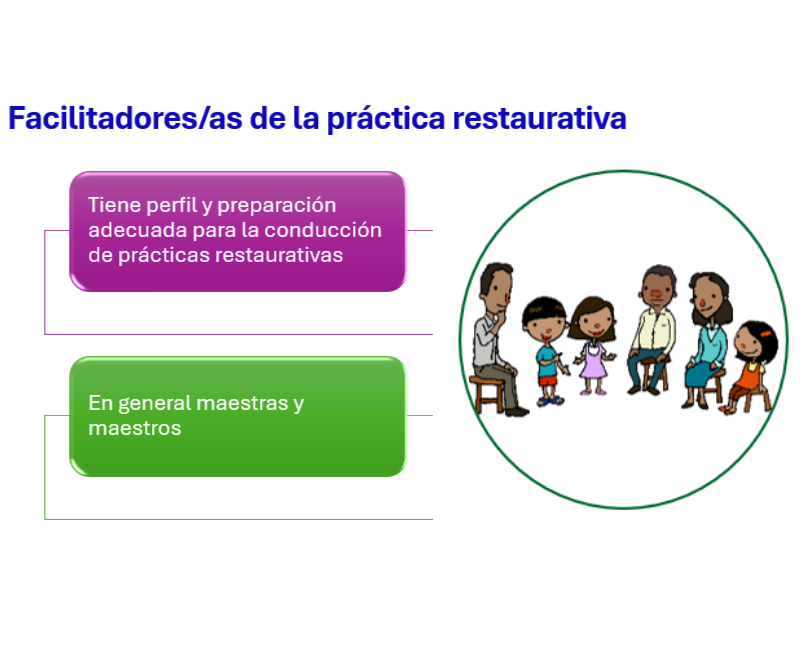 Facilitadores/as de la práctica restaurativa
Tiene perfil y preparación
adecuada para la conducción
de prácticas restaurativas
En general maestras y
maestros